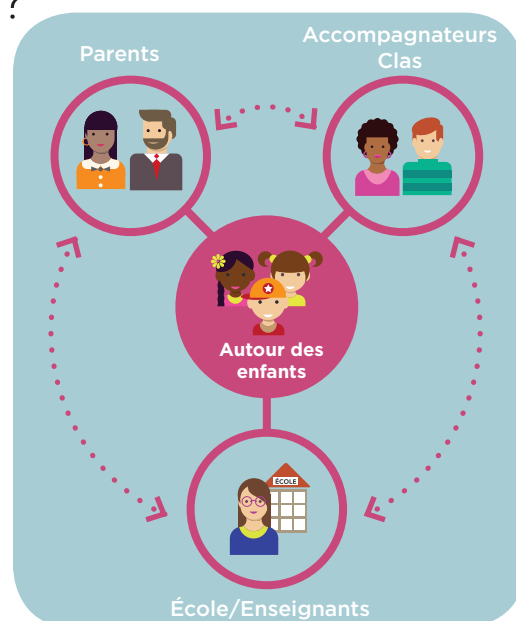 ?
Parents
Accompagnateurs
Clas
Autour des
enfants
ÉCOLE
École/Enseignants